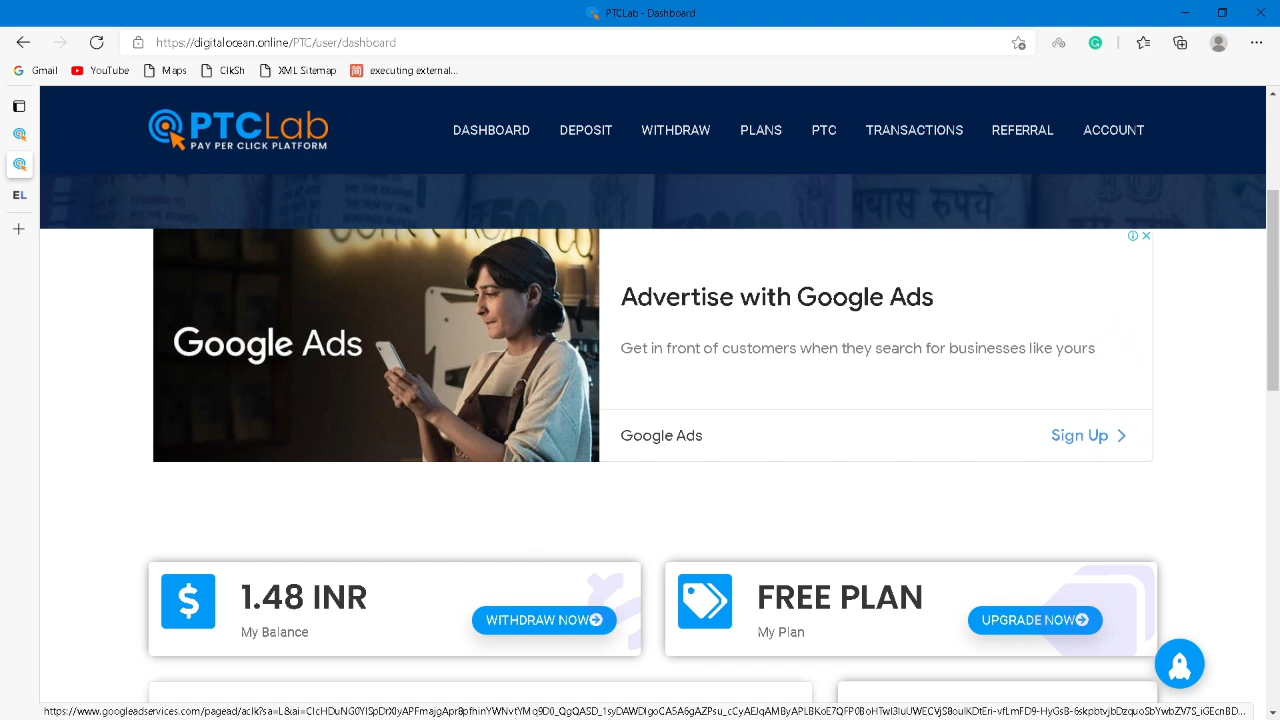 PTCLab - Dashboard
https://digitalocean.online/PTC/user/dashboard
Gmail YouTube Maps ClkSh XML Sitemap executing external...
EL
PTCLab
PAY PER CLICK PLATFORM
DASHBOARD DEPOSIT WITHDRAW PLANS PTC TRANSACTIONS REFERRAL ACCOUNT
Google Ads
Advertise with Google Ads
Get in front of customers when they search for businesses like yours
Google Ads
Sign Up
1.48 INR
My Balance
WITHDRAW NOW
FREE PLAN
My Plan
UPGRADE NOW